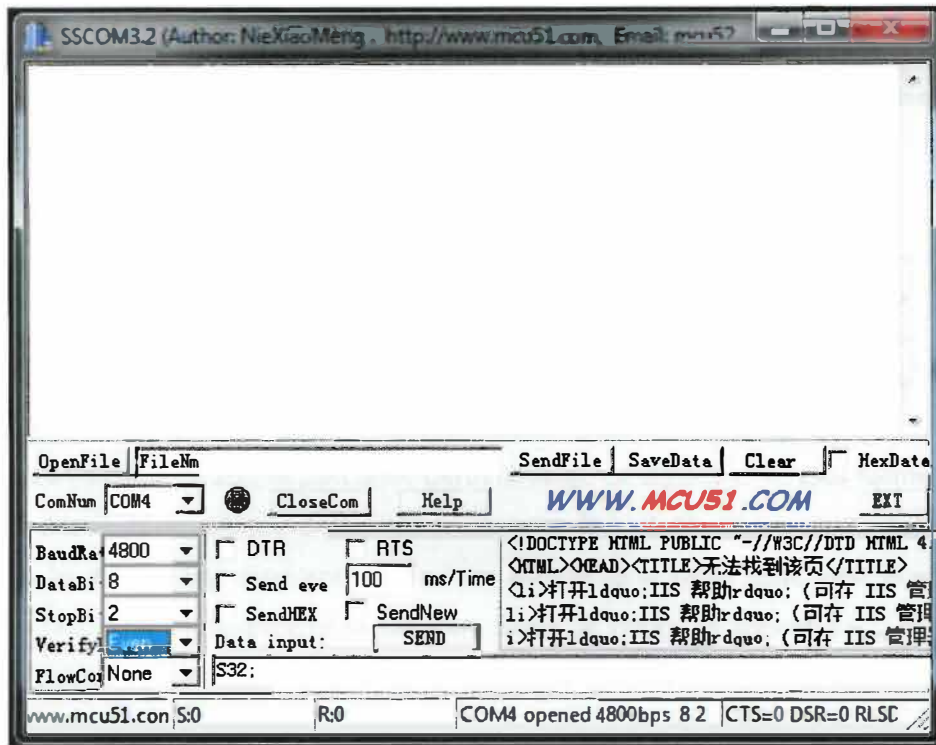 SSCOM3.2 (Author: NieXiaoMeng . http://www.mcu51.com, Email: mcu52
OpenFile FileNm SendFile SaveData Clear HexData
ComNum COM4 CloseCom Help WWW.MCU51.COM EXT
BaudRa 4800 DTR RTS
DataBi 8 Send eve 100 ms/Time
StopBi 2 SendHEX SendNew
Verify Even Data input: SEND
FlowCo None S32;
<!DOCTYPE HTML PUBLIC "-//W3C//DTD HTML 4.
<HTML><HEAD><TITLE>无法找到该页</TITLE>
<li>打开ldquo;IIS 帮助rdquo; (可在 IIS 管
li>打开ldquo;IIS 帮助rdquo; (可在 IIS 管理
i>打开ldquo;IIS 帮助rdquo; (可在 IIS 管理
www.mcu51.con S:0 R:0 COM4 opened 4800bps 8 2 CTS=0 DSR=0 RLSD